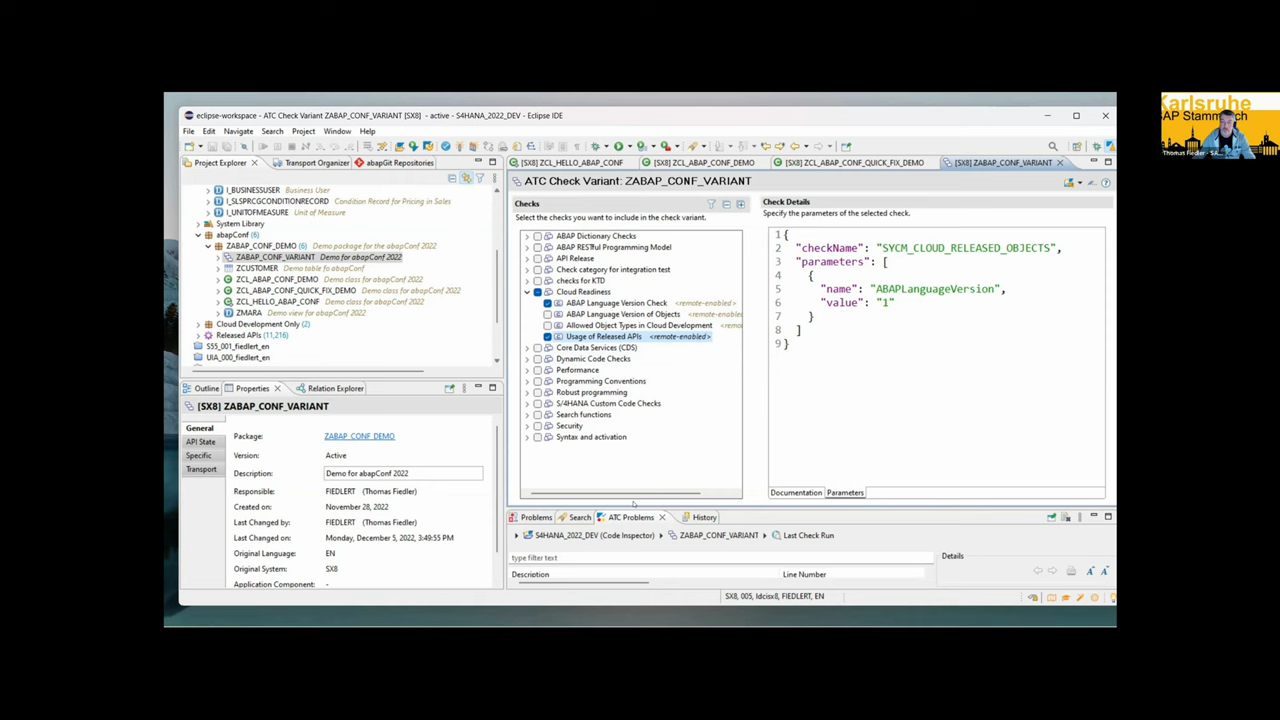 eclipse-workspace - ATC Check Variant ZABAP_CONF_VARIANT [SX8] - active - S4HANA_2022_DEV - Eclipse IDE
File Edit Navigate Search Project Window Help
Project Explorer Transport Organizer abapGit Repositories
I_BUSINESSUSER Business User
I_SLSPRCGCONDITIONRECORD Condition Record for Pricing in Sales
I_UNITOFMEASURE Unit of Measure
System Library
abapConf (6)
ZABAP_CONF_DEMO (6) Demo package for the abapConf 2022
ZABAP_CONF_VARIANT Demo for abapConf 2022
ZCUSTOMER Demo table fo abapConf
ZCL_ABAP_CONF_DEMO Demo class for abapConf 2022
ZCL_ABAP_CONF_QUICK_FIX_DEMO Demo class for abapConf 2022
ZCL_HELLO_ABAP_CONF Demo class for abapConf 2022
ZMARA Demo view for abapConf 2022
Cloud Development Only (2)
Released APIs (11,216)
S55_001_fiedlert_en
UIA_000_fiedlert_en
Outline Properties Relation Explorer
[SX8] ZABAP_CONF_VARIANT
General
API State
Specific
Transport
Package: ZABAP_CONF_DEMO
Version: Active
Description: Demo for abapConf 2022
Responsible: FIEDLERT (Thomas Fiedler)
Created on: November 28, 2022
Last Changed by: FIEDLERT (Thomas Fiedler)
Last Changed on: Monday, December 5, 2022, 3:49:55 PM
Original Language: EN
Original System: SX8
Application Component: -
[SX8] ZCL_HELLO_ABAP_CONF [SX8] ZCL_ABAP_CONF_DEMO [SX8] ZCL_ABAP_CONF_QUICK_FIX_DEMO [SX8] ZABAP_CONF_VARIANT
ATC Check Variant: ZABAP_CONF_VARIANT
Checks
Select the checks you want to include in the check variant.
ABAP Dictionary Checks
ABAP RESTful Programming Model
API Release
Check category for integration test
checks for KTD
Cloud Readiness
ABAP Language Version Check <remote-enabled>
ABAP Language Version of Objects <remote-enabled>
Allowed Object Types in Cloud Development <remo
Usage of Released APIs <remote-enabled>
Core Data Services (CDS)
Dynamic Code Checks
Performance
Programming Conventions
Robust programming
S/4HANA Custom Code Checks
Search functions
Security
Syntax and activation
Check Details
Specify the parameters of the selected check.
1 {
2 "checkName": "SYCM_CLOUD_RELEASED_OBJECTS",
3 "parameters": [
4 {
5 "name": "ABAPLanguageVersion",
6 "value": "1"
7 }
8 ]
9 }
Documentation Parameters
Problems Search ATC Problems History
S4HANA_2022_DEV (Code Inspector) ZABAP_CONF_VARIANT Last Check Run
type filter text
Description Line Number
Details
SX8, 005, ldcisx8, FIEDLERT, EN
Karlsruhe
SAP Stammtisch
Thomas Fiedler - SA